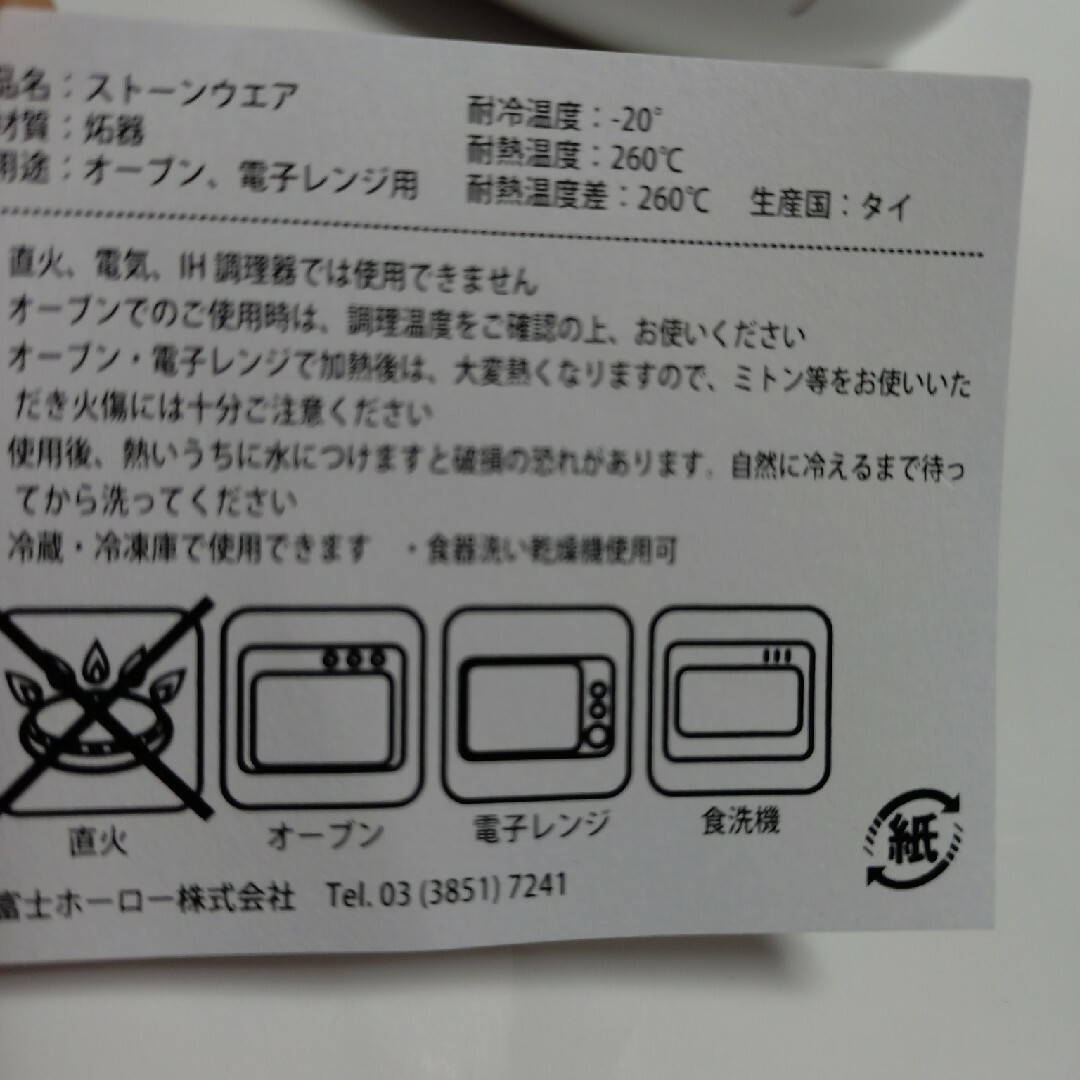 品名：ストーンウエア
材質：炻器
用途：オーブン、電子レンジ用
耐冷温度：-20°
耐熱温度：260℃
耐熱温度差：260℃ 生産国：タイ
直火、電気、IH 調理器では使用できません
オーブンでのご使用時は、調理温度をご確認の上、お使いください
オーブン・電子レンジで加熱後は、大変熱くなりますので、ミトン等をお使いいた
だき火傷には十分ご注意ください
使用後、熱いうちに水につけますと破損の恐れがあります。自然に冷えるまで待っ
てから洗ってください
冷蔵・冷凍庫で使用できます ・食器洗い乾燥機使用可
直火
オーブン
電子レンジ
食洗機
紙
富士ホーロー株式会社 Tel. 03 (3851) 7241